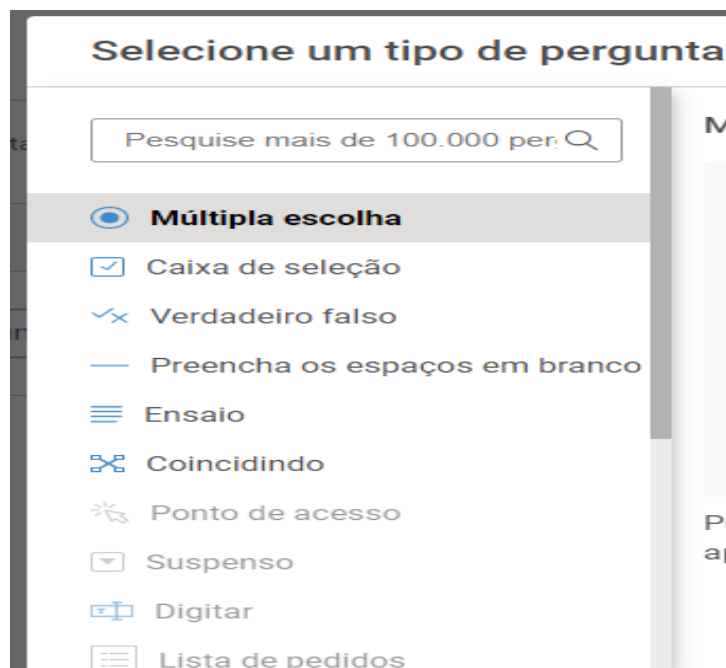 Selecione um tipo de pergunta
Pesquise mais de 100.000 per
Múltipla escolha
Caixa de seleção
Verdadeiro falso
Preencha os espaços em branco
Ensaio
Coincidindo
Ponto de acesso
Suspenso
Digitar
Lista de pedidos